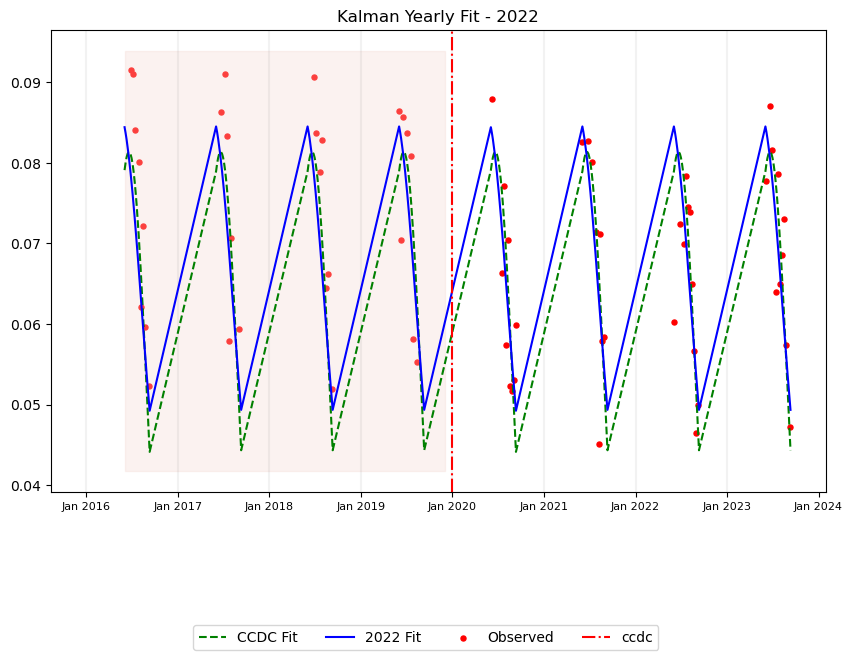 Kalman Yearly Fit - 2022
0.09
0.08
0.07
0.06
0.05
0.04
Jan 2016 Jan 2017 Jan 2018 Jan 2019 Jan 2020 Jan 2021 Jan 2022 Jan 2023 Jan 2024
CCDC Fit 2022 Fit Observed ccdc